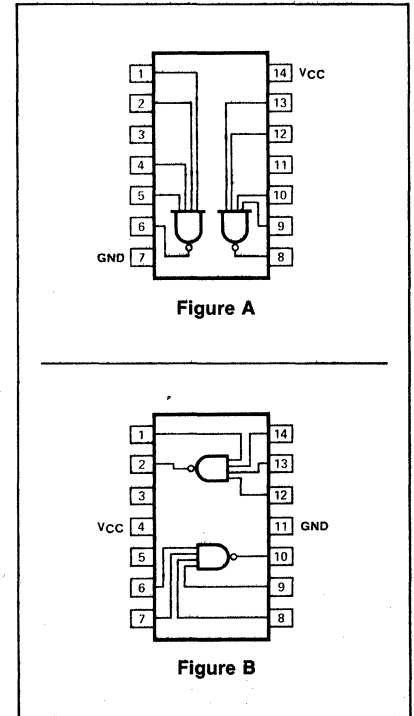 1 14 VCC
2 13
3 12
4 11
5 10
6 9
GND 7 8
Figure A
1 14
2 13
3 12
VCC 4 11 GND
5 10
6 9
7 8
Figure B